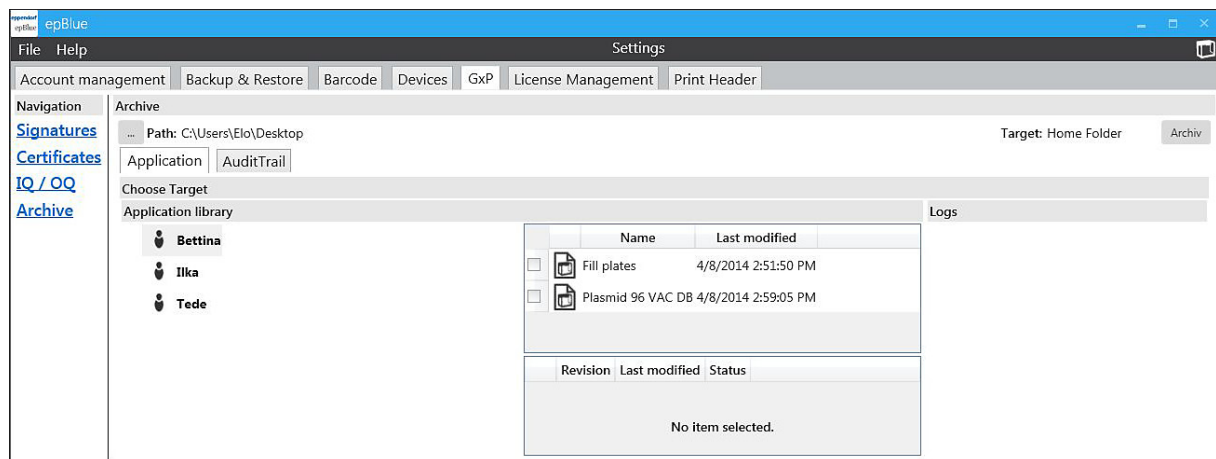 eppendorf
epBlue epBlue
File Help Settings
Account management Backup & Restore Barcode Devices GxP License Management Print Header
Navigation Archive
Signatures ... Path: C:\Users\Elo\Desktop Target: Home Folder Archiv
Certificates Application AuditTrail
IQ / OQ Choose Target
Archive Application library Logs
Bettina Name Last modified
Ilka Fill plates 4/8/2014 2:51:50 PM
Tede Plasmid 96 VAC DB 4/8/2014 2:59:05 PM
Revision Last modified Status
No item selected.